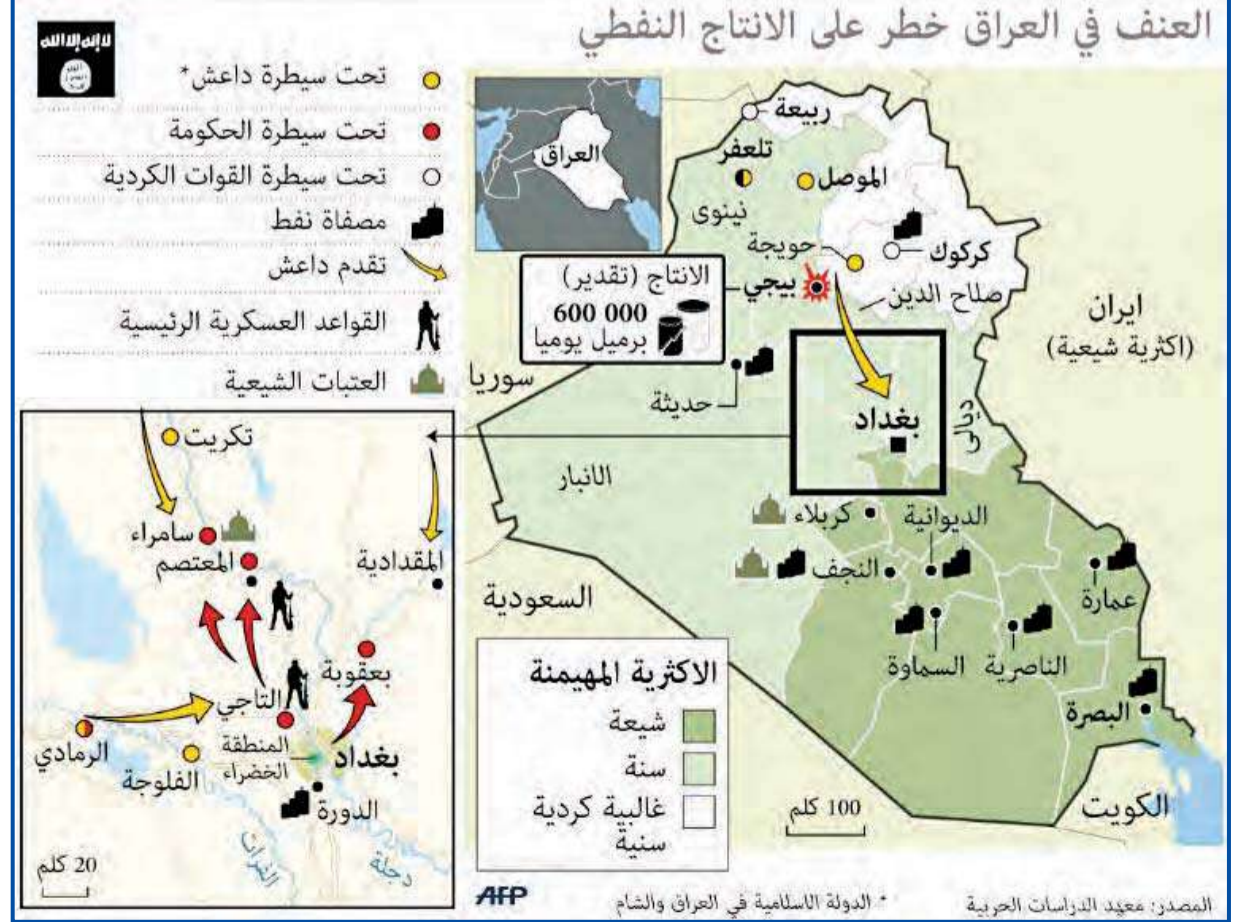 العنف في العراق خطر على الانتاج النفطي
لا إله إلا الله
تحت سيطرة داعش*
تحت سيطرة الحكومة
تحت سيطرة القوات الكردية
مصفاة نفط
تقدم داعش
القواعد العسكرية الرئيسية
العتبات الشيعية
العراق
ربيعة
تلعفر
الموصل
نينوى
حويجة
كركوك
بيجي
صلاح الدين
الانتاج (تقدير)
600 000
برميل يوميا
ايران
(اكثرية شيعية)
سوريا
حديثة
بغداد
ديالى
الانبار
كربلاء
الديوانية
النجف
عمارة
السعودية
السماوة
الناصرية
البصرة
الكويت
100 كلم
الاكثرية المهيمنة
شيعة
سنة
غالبية كردية
سنية
تكريت
سامراء
المعتصم
المقدادية
بعقوبة
التاجي
الرمادي
الفلوجة
المنطقة
الخضراء
بغداد
الدورة
الفرات
دجلة
20 كلم
AFP
* الدولة الاسلامية في العراق والشام
المصدر: معهد الدراسات الحربية